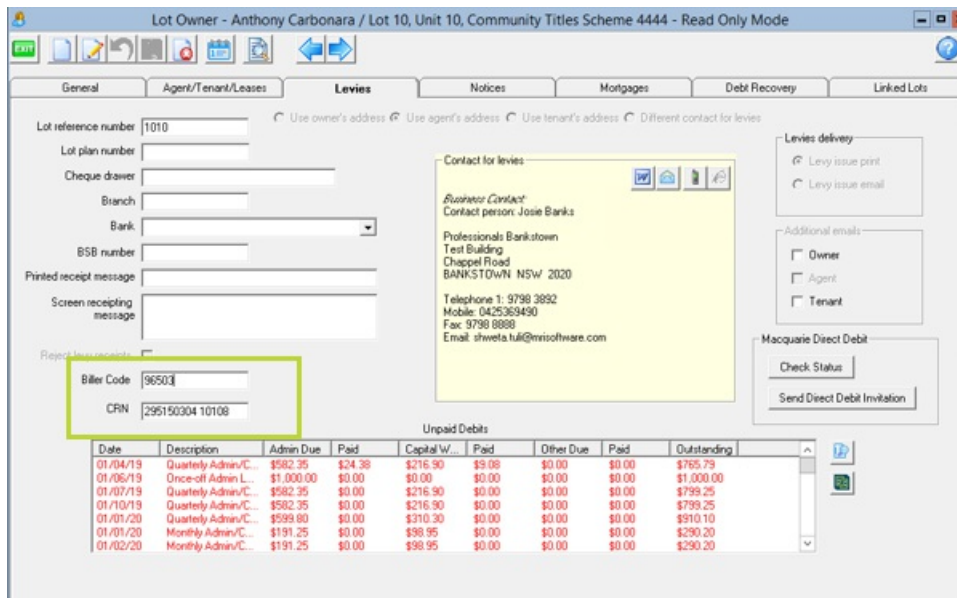 Lot Owner - Anthony Carbonara / Lot 10, Unit 10, Community Titles Scheme 4444 - Read Only Mode
EXIT
General Agent/Tenant/Leases Levies Notices Mortgages Debt Recovery Linked Lots
Use owner's address Use agent's address Use tenant's address Different contact for levies
Lot reference number 1010
Lot plan number
Cheque drawer
Branch
Bank
BSB number
Printed receipt message
Screen receipting
message
Reject levy receipts
Biller Code 96503
CRN 295150304 10108
Contact for levies
Business Contact:
Contact person: Josie Banks
Professionals Bankstown
Test Building
Chappel Road
BANKSTOWN NSW 2020
Telephone 1: 9798 3892
Mobile: 0425369490
Fax: 9798 8888
Email: shweta.tuli@mrisoftware.com
Levies delivery
Levy issue print
Levy issue email
Additional emails
Owner
Agent
Tenant
Macquarie Direct Debit
Check Status
Send Direct Debit Invitation
Unpaid Debits
Date Description Admin Due Paid Capital W... Paid Other Due Paid Outstanding
01/04/19 Quarterly Admin/C... $582.35 $24.38 $216.90 $9.08 $0.00 $0.00 $765.79
01/06/19 Once-off Admin L... $1,000.00 $0.00 $0.00 $0.00 $0.00 $0.00 $1,000.00
01/07/19 Quarterly Admin/C... $582.35 $0.00 $216.90 $0.00 $0.00 $0.00 $799.25
01/10/19 Quarterly Admin/C... $582.35 $0.00 $216.90 $0.00 $0.00 $0.00 $799.25
01/01/20 Quarterly Admin/C... $599.80 $0.00 $310.30 $0.00 $0.00 $0.00 $910.10
01/01/20 Monthly Admin/C... $191.25 $0.00 $98.95 $0.00 $0.00 $0.00 $290.20
01/02/20 Monthly Admin/C... $191.25 $0.00 $98.95 $0.00 $0.00 $0.00 $290.20